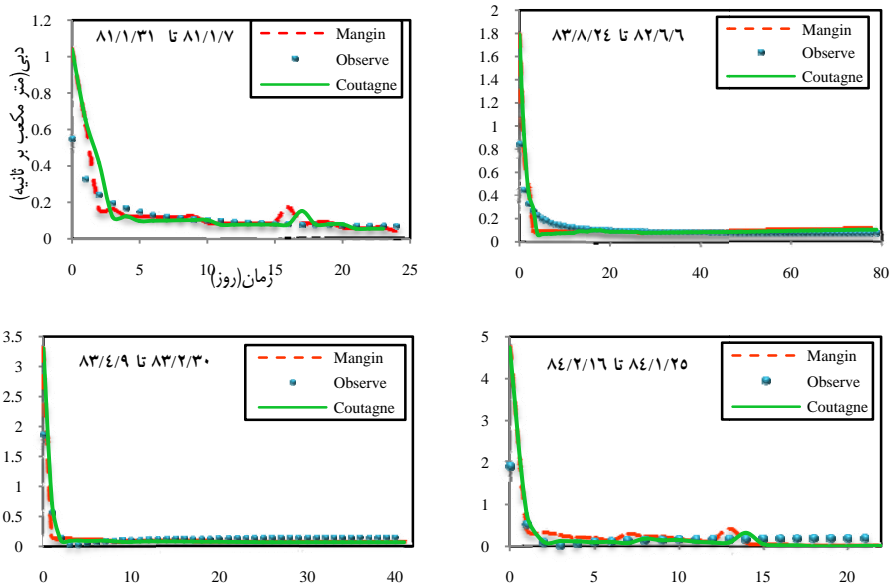 ۸۱/۱/۷ تا ۸۱/۱/۳۱
Mangin
Observe
Coutagne
دبی(متر مکعب بر ثانیه)
1.2
1
0.8
0.6
0.4
0.2
0
0 5 10 15 20 25
زمان(روز)
۸۲/٦/٦ تا ۸۳/۸/۲٤
Mangin
Observe
Coutagne
2
1.8
1.6
1.4
1.2
1
0.8
0.6
0.4
0.2
0
0 20 40 60 80
۸۳/۲/۳۰ تا ۸۳/٤/۹
Mangin
Observe
Coutagne
3.5
3
2.5
2
1.5
1
0.5
0
0 10 20 30 40
۸٤/۱/۲٥ تا ۸٤/۲/۱٦
Mangin
Observe
Coutagne
5
4
3
2
1
0
0 5 10 15 20